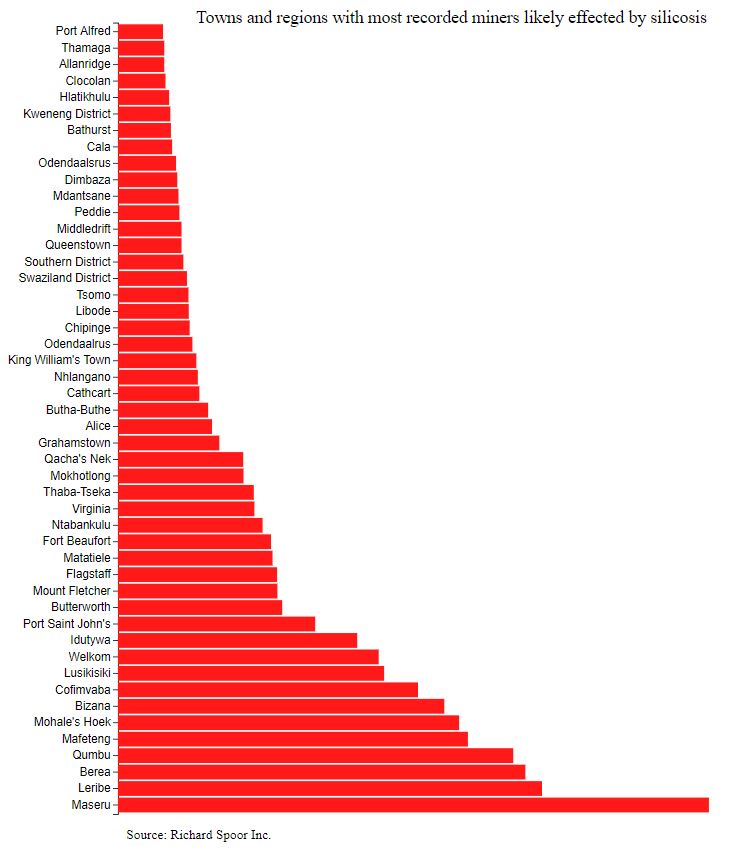 Towns and regions with most recorded miners likely effected by silicosis
Port Alfred
Thamaga
Allanridge
Clocolan
Hlatikhulu
Kweneng District
Bathurst
Cala
Odendaalsrus
Dimbaza
Mdantsane
Peddie
Middledrift
Queenstown
Southern District
Swaziland District
Tsomo
Libode
Chipinge
Odendaalrus
King William's Town
Nhlangano
Cathcart
Butha-Buthe
Alice
Grahamstown
Qacha's Nek
Mokhotlong
Thaba-Tseka
Virginia
Ntabankulu
Fort Beaufort
Matatiele
Flagstaff
Mount Fletcher
Butterworth
Port Saint John's
Idutywa
Welkom
Lusikisiki
Cofimvaba
Bizana
Mohale's Hoek
Mafeteng
Qumbu
Berea
Leribe
Maseru
Source: Richard Spoor Inc.